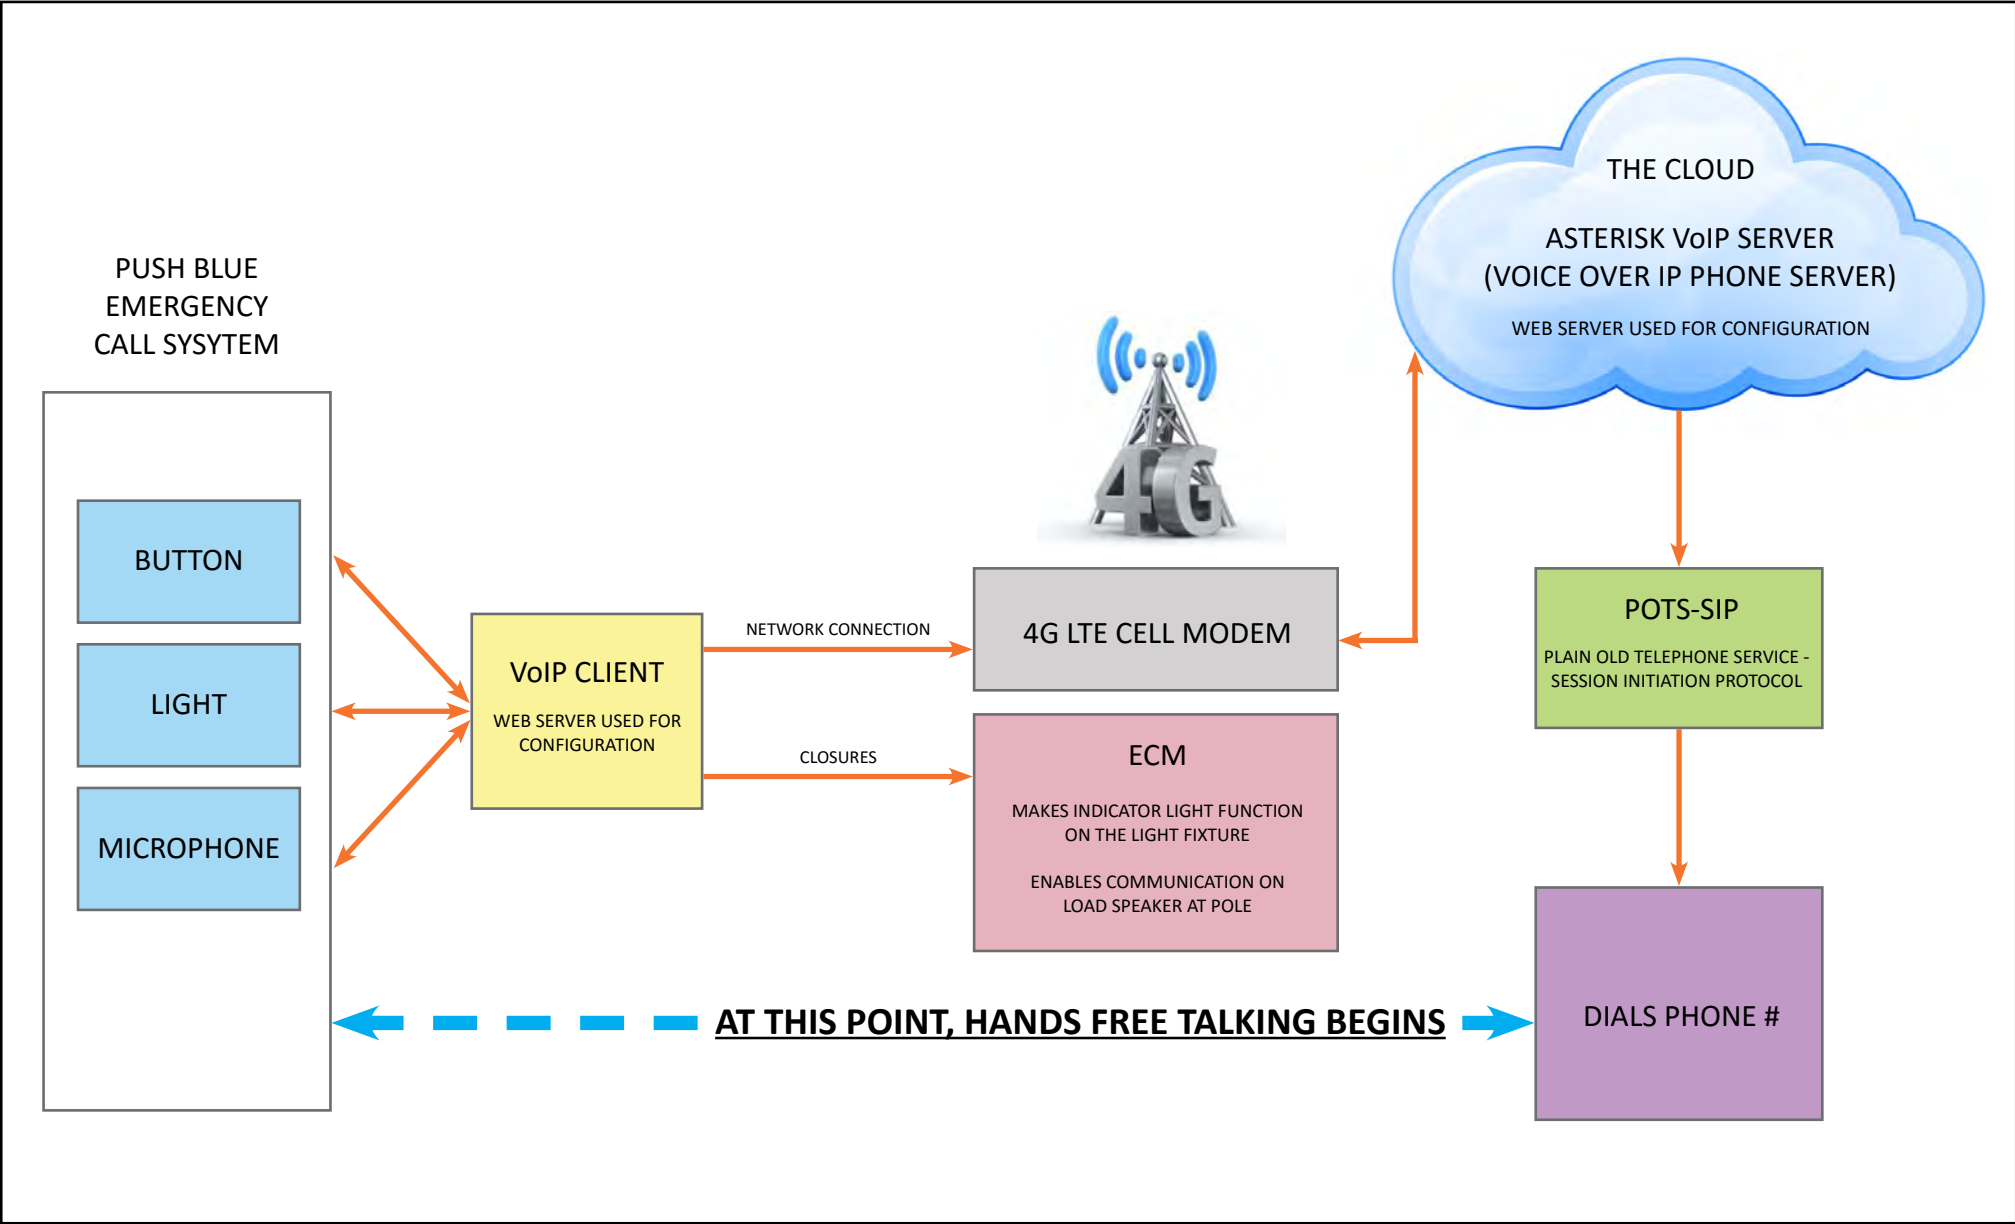 PUSH BLUE
EMERGENCY
CALL SYSYTEM
BUTTON
LIGHT
MICROPHONE
VoIP CLIENT
WEB SERVER USED FOR
CONFIGURATION
NETWORK CONNECTION
CLOSURES
4G
4G LTE CELL MODEM
ECM
MAKES INDICATOR LIGHT FUNCTION
ON THE LIGHT FIXTURE
ENABLES COMMUNICATION ON
LOAD SPEAKER AT POLE
THE CLOUD
ASTERISK VoIP SERVER
(VOICE OVER IP PHONE SERVER)
WEB SERVER USED FOR CONFIGURATION
POTS-SIP
PLAIN OLD TELEPHONE SERVICE -
SESSION INITIATION PROTOCOL
DIALS PHONE #
AT THIS POINT, HANDS FREE TALKING BEGINS